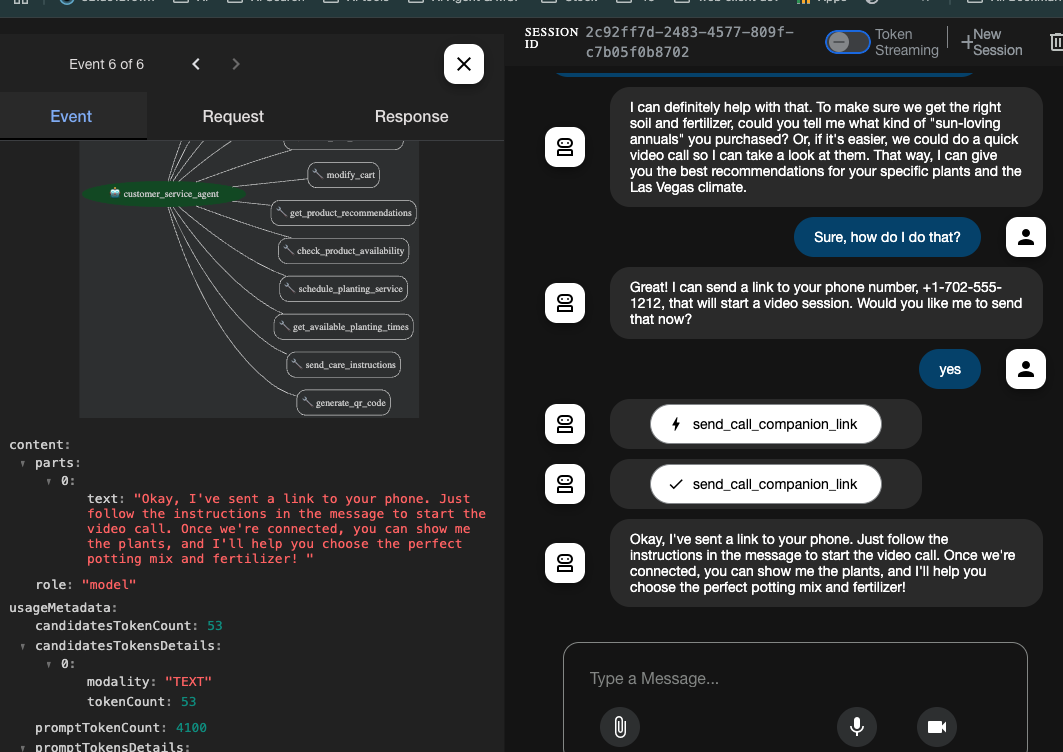 Event 6 of 6
Event
Request
Response
modify_cart
customer_service_agent
get_product_recommendations
check_product_availability
schedule_planting_service
get_available_planting_times
send_care_instructions
generate_qr_code
content:
parts:
0:
text: "Okay, I've sent a link to your phone. Just
follow the instructions in the message to start the
video call. Once we're connected, you can show me
the plants, and I'll help you choose the perfect
potting mix and fertilizer! "
role: "model"
usageMetadata:
candidatesTokenCount: 53
candidatesTokensDetails:
0:
modality: "TEXT"
tokenCount: 53
promptTokenCount: 4100
promptTokensDetails:
SESSION
ID
2c92ff7d-2483-4577-809f-
c7b05f0b8702
Token
Streaming
New
Session
I can definitely help with that. To make sure we get the right
soil and fertilizer, could you tell me what kind of "sun-loving
annuals" you purchased? Or, if it's easier, we could do a quick
video call so I can take a look at them. That way, I can give
you the best recommendations for your specific plants and the
Las Vegas climate.
Sure, how do I do that?
Great! I can send a link to your phone number, +1-702-555-
1212, that will start a video session. Would you like me to send
that now?
yes
send_call_companion_link
send_call_companion_link
Okay, I've sent a link to your phone. Just follow the
instructions in the message to start the video call. Once we're
connected, you can show me the plants, and I'll help you
choose the perfect potting mix and fertilizer!
Type a Message...